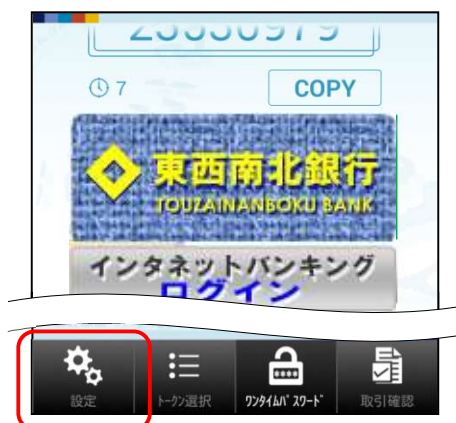 7
COPY
東西南北銀行
TOUZAINANBOKU BANK
インタネットバンキング
ログイン
設定
トークン選択
ワンタイムパスワード
取引確認